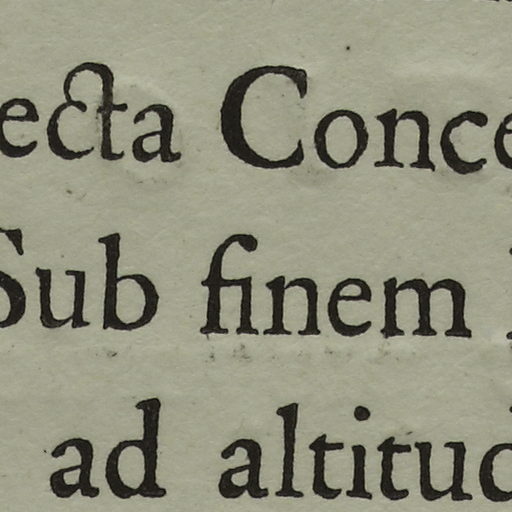 ecta Conce
Sub finem
ad altitud